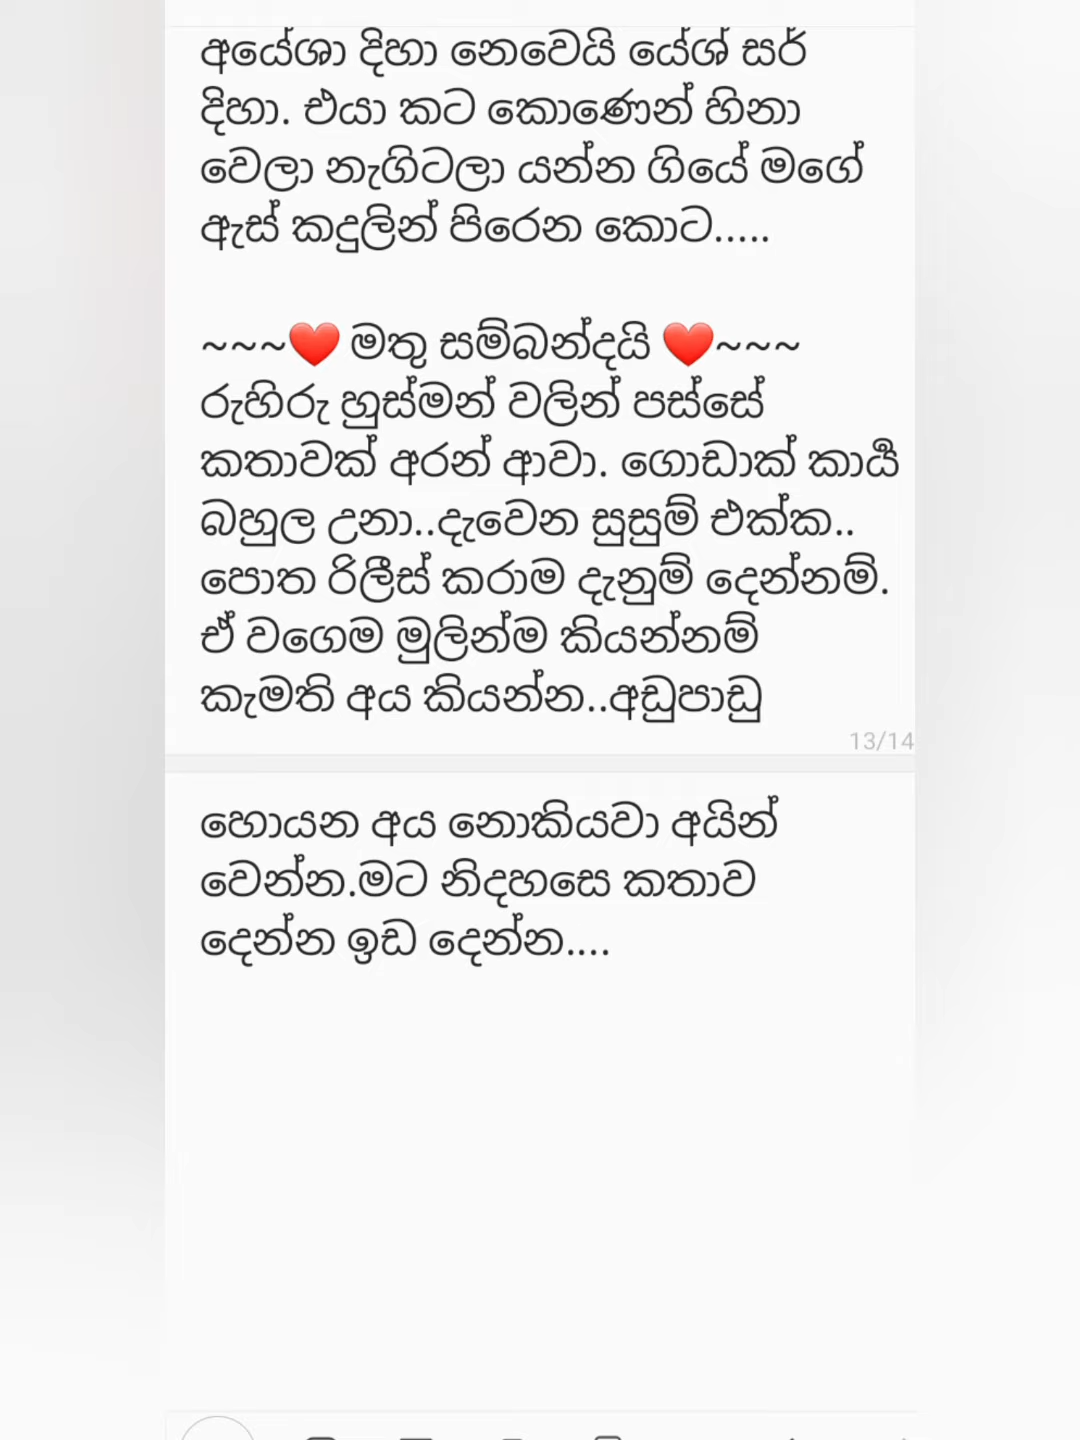 අයේශා දිහා නෙවෙයි යේශ් සර්
දිහා. එයා කට කොණෙන් හිනා
වෙලා නැගිටලා යන්න ගියේ මගේ
ඇස් කදුලින් පිරෙන කොට.....
~~~❤️ මතු සම්බන්දයි ❤️~~~
රුහිරු හුස්මන් වලින් පස්සේ
කතාවක් අරන් ආවා. ගොඩාක් කාර්‍ය
බහුල උනා..දැවෙන සුසුම් එක්ක..
පොත රිලීස් කරාම දැනුම් දෙන්නම්.
ඒ වගෙම මුලින්ම කියන්නම්
කැමති අය කියන්න..අඩුපාඩු
13/14
හොයන අය නොකියවා අයින්
වෙන්න.මට නිදහසෙ කතාව
දෙන්න ඉඩ දෙන්න....